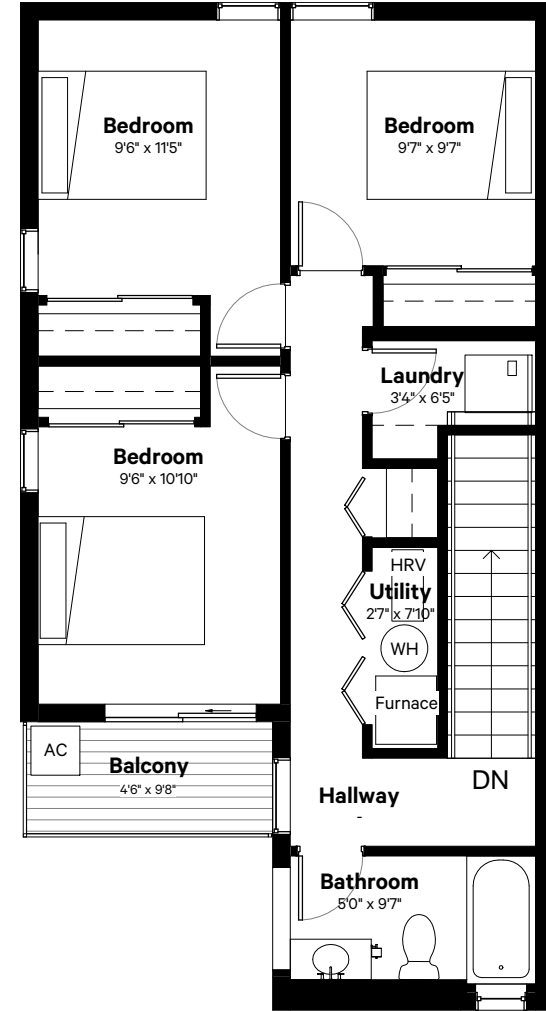 Bedroom
9'6" x 11'5"
Bedroom
9'7" x 9'7"
Laundry
3'4" x 6'5"
Bedroom
9'6" x 10'10"
HRV
Utility
2'7" x 7'10"
WH
Furnace
AC
Balcony
4'6" x 9'8"
DN
Hallway
-
Bathroom
5'0" x 9'7"